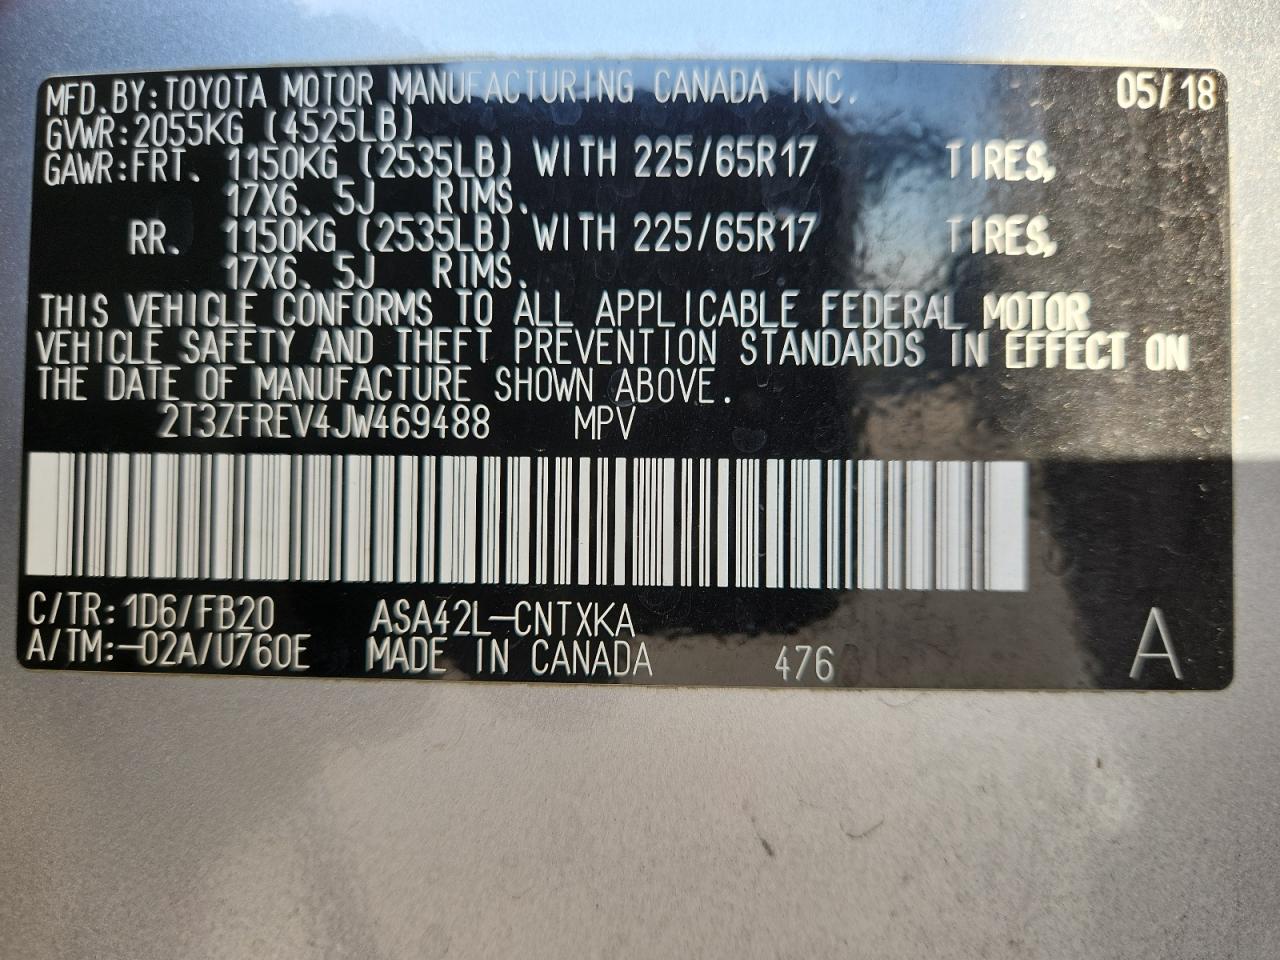 MFD. BY: TOYOTA MOTOR MANUFACTURING CANADA INC. 05/18
GVWR: 2055KG (4525LB)
GAWR: FRT. 1150KG (2535LB) WITH 225/65R17 TIRES,
17X6. 5J RIMS.
RR. 1150KG (2535LB) WITH 225/65R17 TIRES,
17X6. 5J RIMS.
THIS VEHICLE CONFORMS TO ALL APPLICABLE FEDERAL MOTOR
VEHICLE SAFETY AND THEFT PREVENTION STANDARDS IN EFFECT ON
THE DATE OF MANUFACTURE SHOWN ABOVE.
2T3ZFREV4JW469488 MPV
C/TR: 1D6/FB20 ASA42L-CNTXKA
A/TM: -02A/U760E MADE IN CANADA 476 A